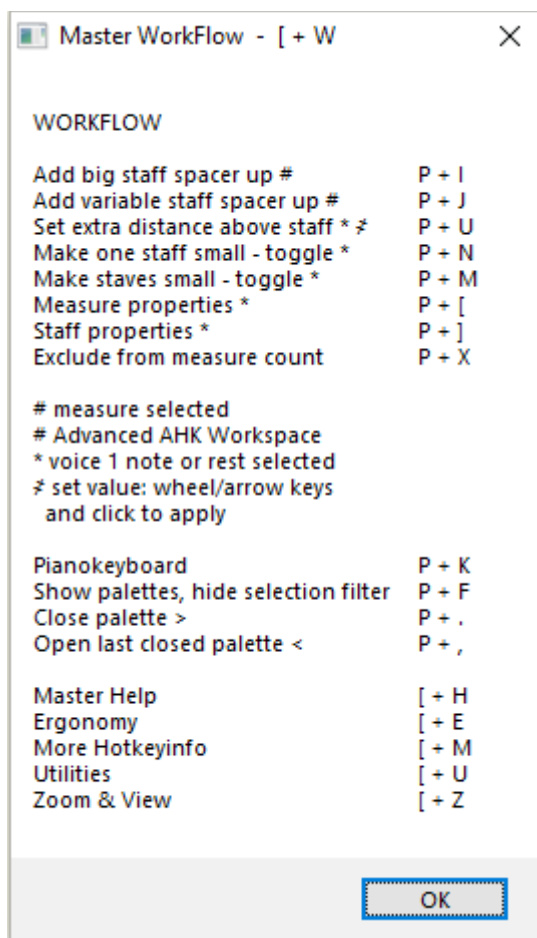 Master WorkFlow - [ + W
WORKFLOW
Add big staff spacer up # P + I
Add variable staff spacer up # P + J
Set extra distance above staff * ҂ P + U
Make one staff small - toggle * P + N
Make staves small - toggle * P + M
Measure properties * P + [
Staff properties * P + ]
Exclude from measure count P + X
# measure selected
# Advanced AHK Workspace
* voice 1 note or rest selected
҂ set value: wheel/arrow keys
and click to apply
Pianokeyboard P + K
Show palettes, hide selection filter P + F
Close palette > P + .
Open last closed palette < P + ,
Master Help [ + H
Ergonomy [ + E
More Hotkeyinfo [ + M
Utilities [ + U
Zoom & View [ + Z
OK